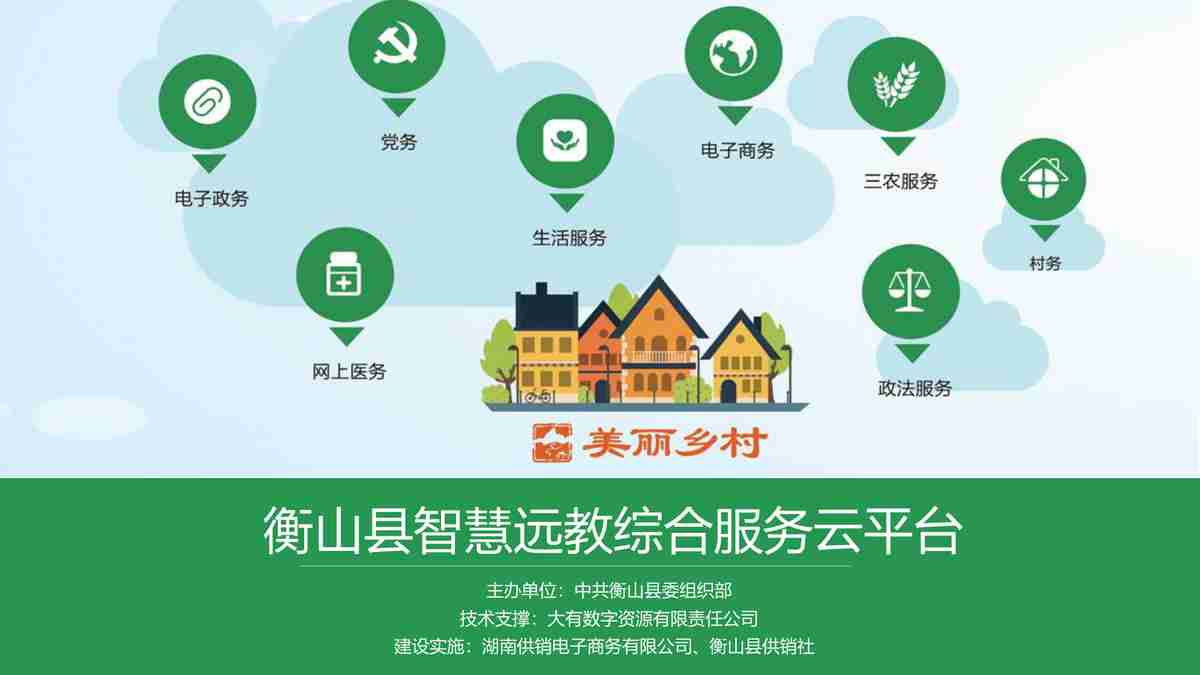 党务
电子商务
三农服务
电子政务
生活服务
村务
网上医务
政法服务
美丽乡村
衡山县智慧远教综合服务云平台
主办单位：中共衡山县委组织部
技术支撑：大有数字资源有限责任公司
建设实施：湖南供销电子商务有限公司、衡山县供销社